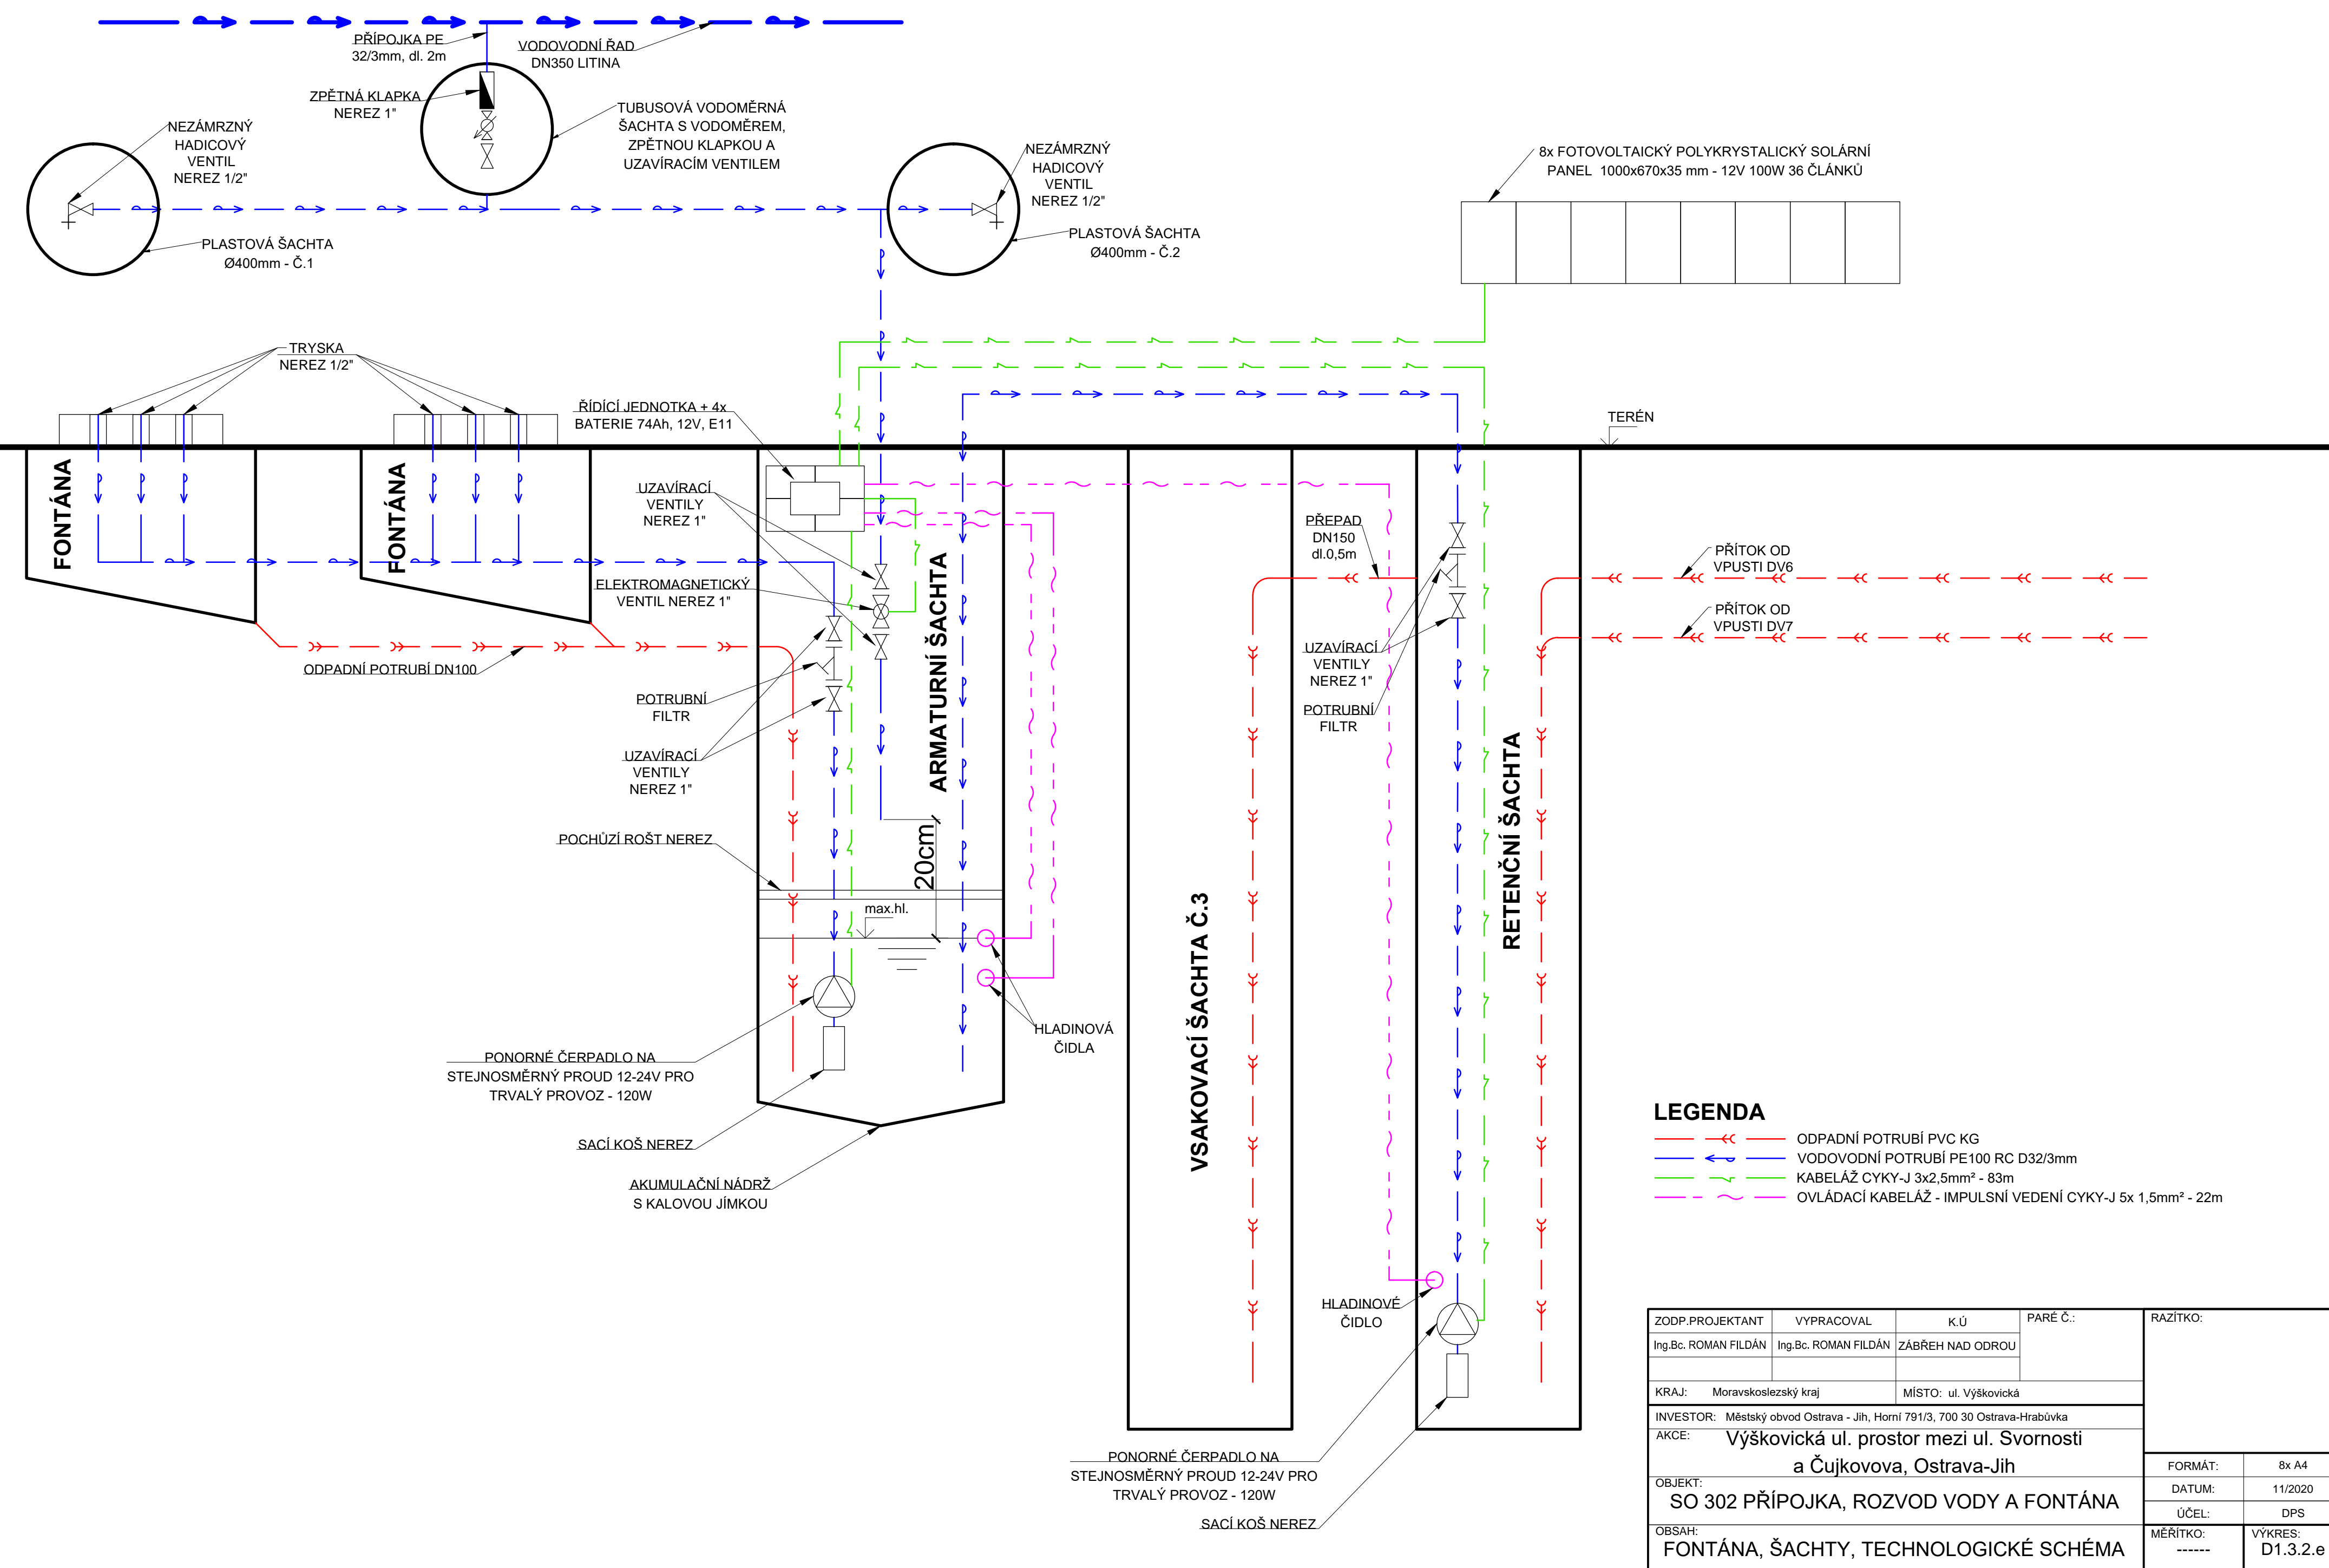 PŘÍPOJKA PE
32/3mm, dl. 2m
VODOVODNÍ ŘAD
DN350 LITINA
ZPĚTNÁ KLAPKA
NEREZ 1"
TUBUSOVÁ VODOMĚRNÁ
ŠACHTA S VODOMĚREM,
ZPĚTNOU KLAPKOU A
UZAVÍRACÍM VENTILEM
NEZÁMRZNÝ
HADICOVÝ
VENTIL
NEREZ 1/2"
PLASTOVÁ ŠACHTA
Ø400mm - Č.1
NEZÁMRZNÝ
HADICOVÝ
VENTIL
NEREZ 1/2"
PLASTOVÁ ŠACHTA
Ø400mm - Č.2
8x FOTOVOLTAICKÝ POLYKRYSTALICKÝ SOLÁRNÍ
PANEL 1000x670x35 mm - 12V 100W 36 ČLÁNKŮ
TRYSKA
NEREZ 1/2"
ŘÍDÍCÍ JEDNOTKA + 4x
BATERIE 74Ah, 12V, E11
TERÉN
FONTÁNA
FONTÁNA
UZAVÍRACÍ
VENTILY
NEREZ 1"
ELEKTROMAGNETICKÝ
VENTIL NEREZ 1"
ODPADNÍ POTRUBÍ DN100
POTRUBNÍ
FILTR
UZAVÍRACÍ
VENTILY
NEREZ 1"
ARMATURNÍ ŠACHTA
POCHŮZÍ ROŠT NEREZ
20cm
max.hl.
HLADINOVÁ
ČIDLA
PONORNÉ ČERPADLO NA
STEJNOSMĚRNÝ PROUD 12-24V PRO
TRVALÝ PROVOZ - 120W
SACÍ KOŠ NEREZ
AKUMULAČNÍ NÁDRŽ
S KALOVOU JÍMKOU
VSAKOVACÍ ŠACHTA Č.3
PŘEPAD
DN150
dl.0,5m
UZAVÍRACÍ
VENTILY
NEREZ 1"
POTRUBNÍ
FILTR
RETENČNÍ ŠACHTA
PŘÍTOK OD
VPUSTI DV6
PŘÍTOK OD
VPUSTI DV7
HLADINOVÉ
ČIDLO
PONORNÉ ČERPADLO NA
STEJNOSMĚRNÝ PROUD 12-24V PRO
TRVALÝ PROVOZ - 120W
SACÍ KOŠ NEREZ
LEGENDA
ODPADNÍ POTRUBÍ PVC KG
VODOVODNÍ POTRUBÍ PE100 RC D32/3mm
KABELÁŽ CYKY-J 3x2,5mm² - 83m
OVLÁDACÍ KABELÁŽ - IMPULSNÍ VEDENÍ CYKY-J 5x 1,5mm² - 22m
ZODP.PROJEKTANT VYPRACOVAL K.Ú PARÉ Č.: RAZÍTKO:
Ing.Bc. ROMAN FILDÁN Ing.Bc. ROMAN FILDÁN ZÁBŘEH NAD ODROU
KRAJ: Moravskoslezský kraj MÍSTO: ul. Výškovická
INVESTOR: Městský obvod Ostrava - Jih, Horní 791/3, 700 30 Ostrava-Hrabůvka
AKCE: Výškovická ul. prostor mezi ul. Svornosti
a Čujkovova, Ostrava-Jih
FORMÁT: 8x A4
OBJEKT:
SO 302 PŘÍPOJKA, ROZVOD VODY A FONTÁNA
DATUM: 11/2020
ÚČEL: DPS
OBSAH:
FONTÁNA, ŠACHTY, TECHNOLOGICKÉ SCHÉMA
MĚŘÍTKO:
------
VÝKRES:
D1.3.2.e